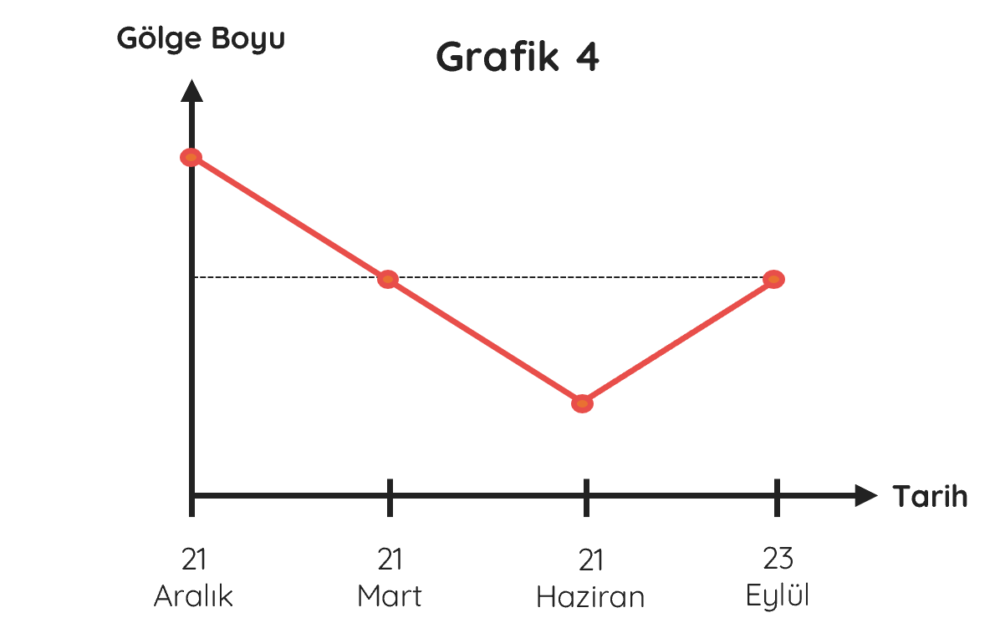 Gölge Boyu
Grafik 4
Tarih
21
Aralık
21
Mart
21
Haziran
23
Eylül